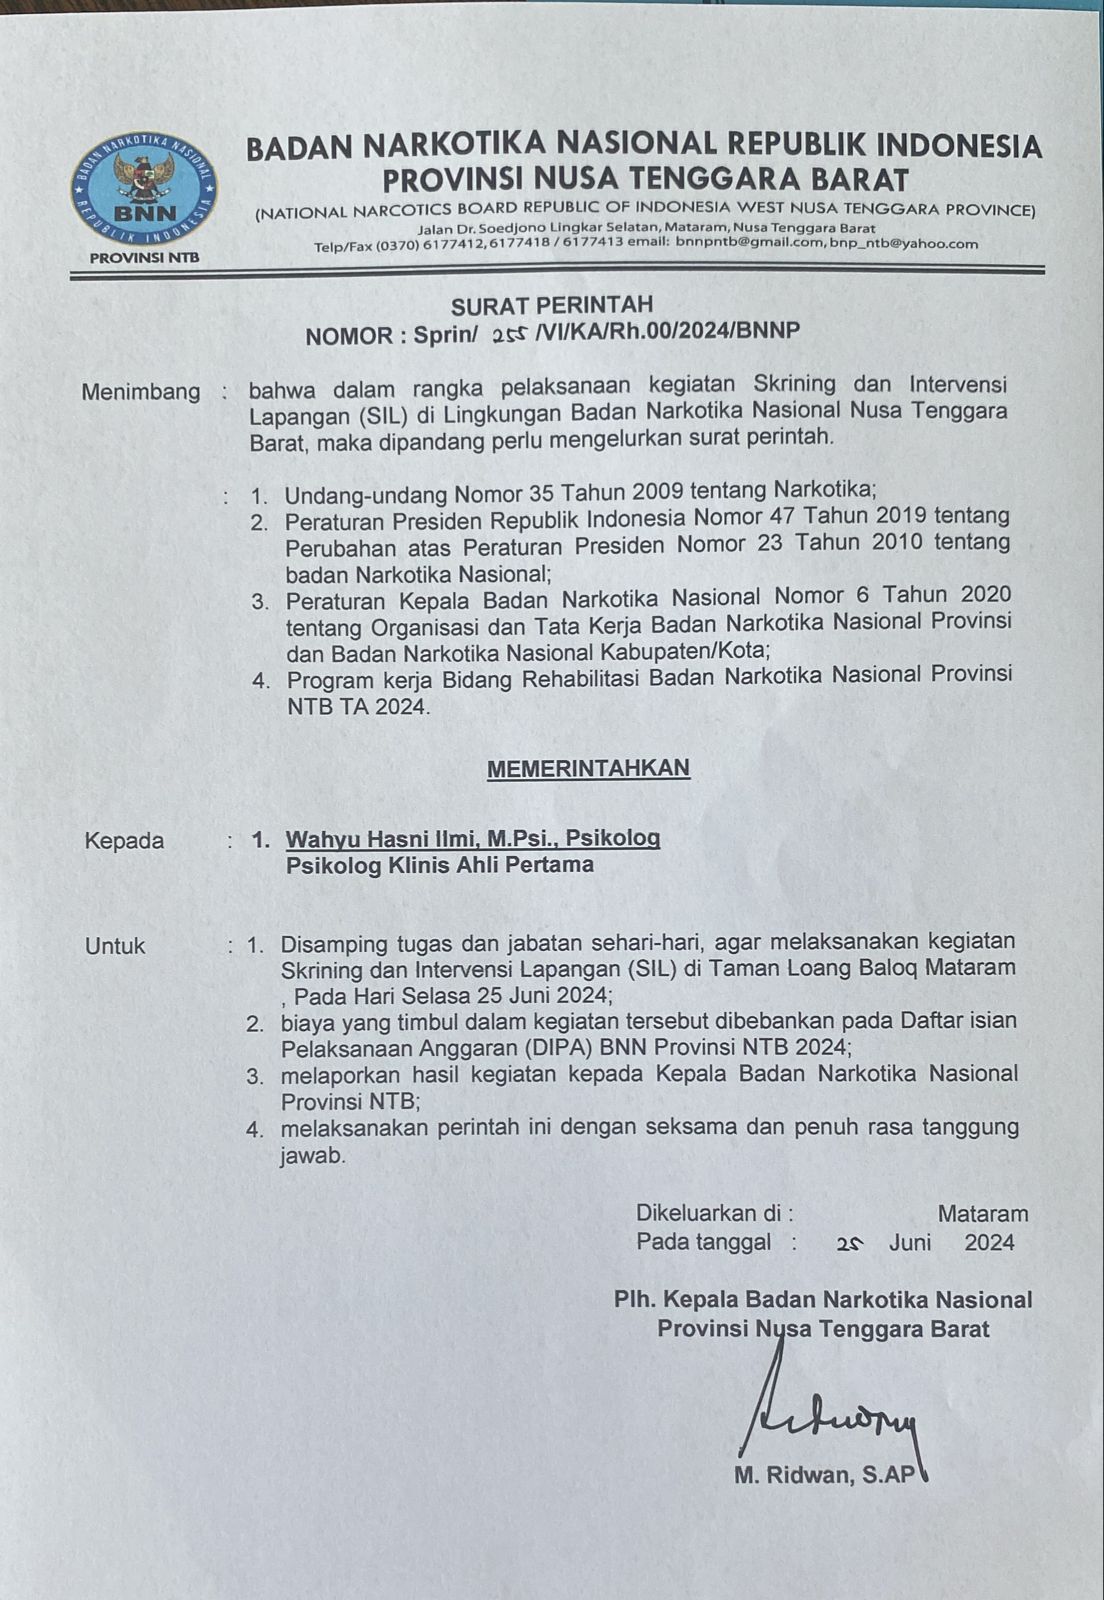 BADAN NARKOTIKA NASIONAL
REPUBLIK INDONESIA
BNN
PROVINSI NTB
BADAN NARKOTIKA NASIONAL REPUBLIK INDONESIA
PROVINSI NUSA TENGGARA BARAT
(NATIONAL NARCOTICS BOARD REPUBLIC OF INDONESIA WEST NUSA TENGGARA PROVINCE)
Jalan Dr. Soedjono Lingkar Selatan, Mataram, Nusa Tenggara Barat
Telp/Fax (0370) 6177412, 6177418 / 6177413 email: bnnpntb@gmail.com, bnp_ntb@yahoo.com
SURAT PERINTAH
NOMOR : Sprin/ 255 /VI/KA/Rh.00/2024/BNNP
Menimbang : bahwa dalam rangka pelaksanaan kegiatan Skrining dan Intervensi
Lapangan (SIL) di Lingkungan Badan Narkotika Nasional Nusa Tenggara
Barat, maka dipandang perlu mengelurkan surat perintah.
: 1. Undang-undang Nomor 35 Tahun 2009 tentang Narkotika;
2. Peraturan Presiden Republik Indonesia Nomor 47 Tahun 2019 tentang
Perubahan atas Peraturan Presiden Nomor 23 Tahun 2010 tentang
badan Narkotika Nasional;
3. Peraturan Kepala Badan Narkotika Nasional Nomor 6 Tahun 2020
tentang Organisasi dan Tata Kerja Badan Narkotika Nasional Provinsi
dan Badan Narkotika Nasional Kabupaten/Kota;
4. Program kerja Bidang Rehabilitasi Badan Narkotika Nasional Provinsi
NTB TA 2024.
MEMERINTAHKAN
Kepada : 1. Wahyu Hasni Ilmi, M.Psi., Psikolog
Psikolog Klinis Ahli Pertama
Untuk : 1. Disamping tugas dan jabatan sehari-hari, agar melaksanakan kegiatan
Skrining dan Intervensi Lapangan (SIL) di Taman Loang Baloq Mataram
, Pada Hari Selasa 25 Juni 2024;
2. biaya yang timbul dalam kegiatan tersebut dibebankan pada Daftar isian
Pelaksanaan Anggaran (DIPA) BNN Provinsi NTB 2024;
3. melaporkan hasil kegiatan kepada Kepala Badan Narkotika Nasional
Provinsi NTB;
4. melaksanakan perintah ini dengan seksama dan penuh rasa tanggung
jawab.
Dikeluarkan di : Mataram
Pada tanggal : 25 Juni 2024
Plh. Kepala Badan Narkotika Nasional
Provinsi Nusa Tenggara Barat
M. Ridwan, S.AP